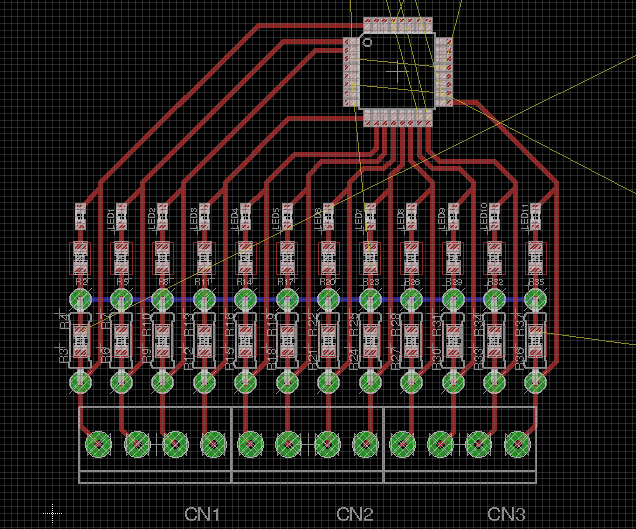 LED1 LED2 LED3 LED4 LED5 LED6 LED7 LED8 LED9 LED10 LED11
R2 R5 R8 R11 R14 R17 R20 R23 R26 R29 R32 R35
R4 R10 R13 R16 R19 R22 R25 R28 R31 R34 R37
R3 R6 R9 R12 R15 R18 R21 R24 R27 R30 R33 R36
CN1 CN2 CN3